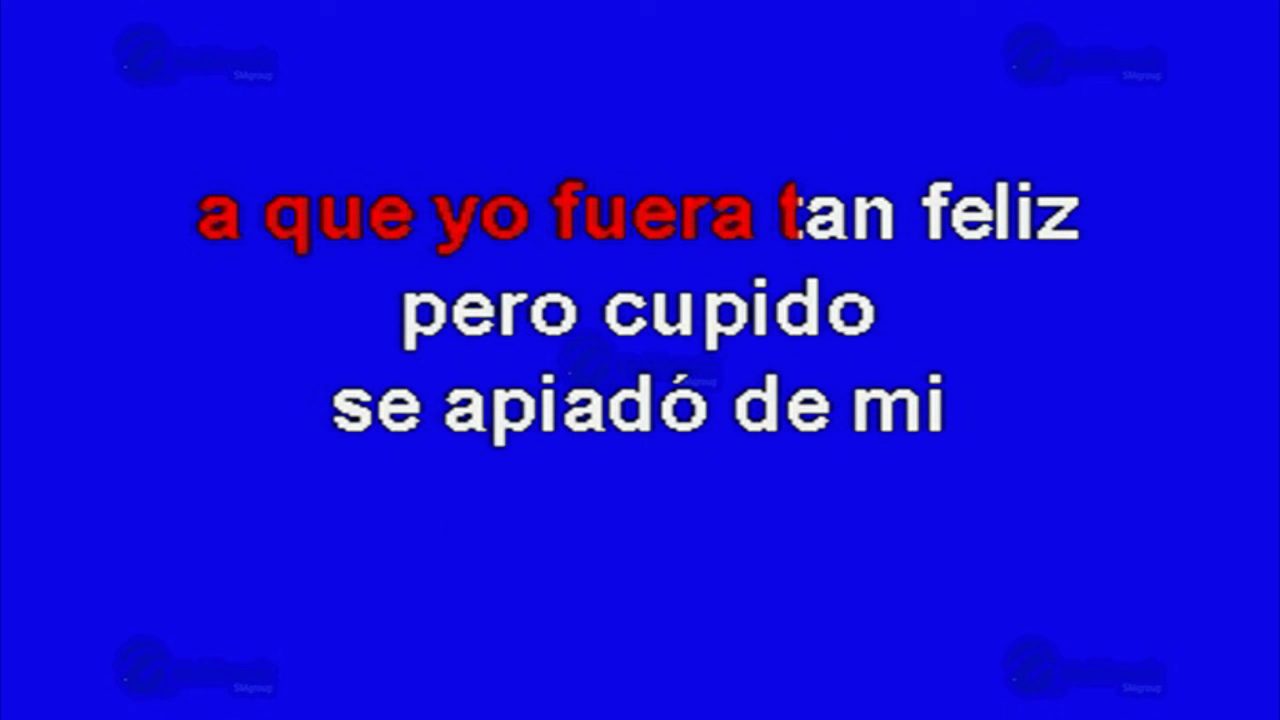 a que yo fuera tan feliz
pero cupido
se apiadó de mi